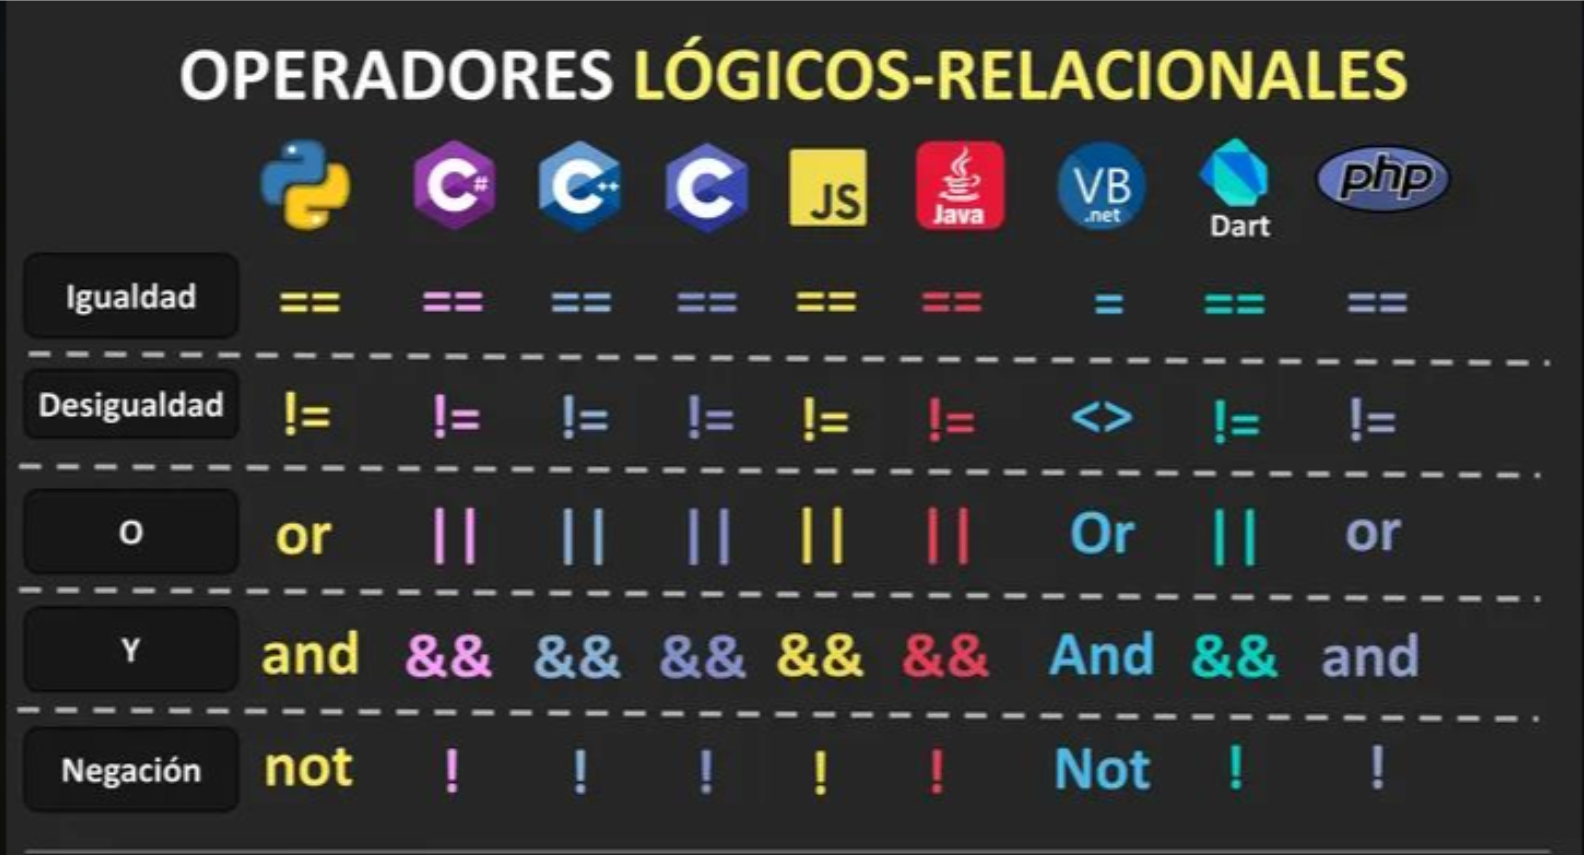 OPERADORES LÓGICOS-RELACIONALES
C# C++ C JS Java VB .net Dart php
Igualdad == == == == == == = == ==
Desigualdad != != != != != != <> != !=
O or || || || || || Or || or
Y and && && && && && And && and
Negación not ! ! ! ! ! Not ! !